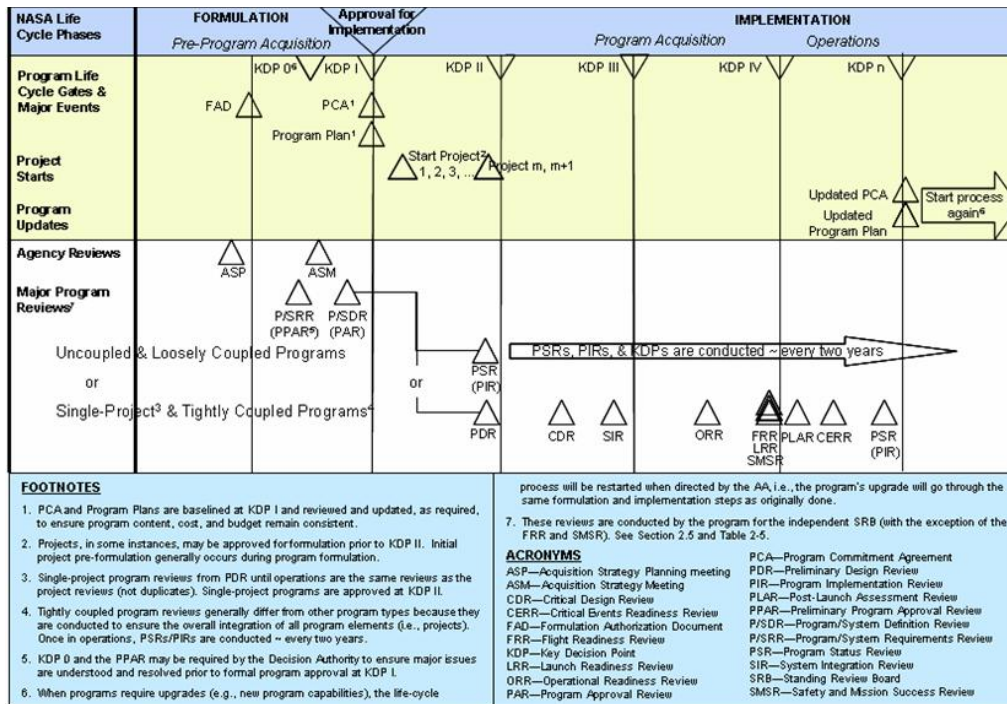 NASA Life
Cycle Phases
FORMULATION
Pre-Program Acquisition
Approval for
Implementation
IMPLEMENTATION
Program Acquisition
Operations
Program Life
Cycle Gates &
Major Events
KDP 0⁶
KDP I
KDP II
KDP III
KDP IV
KDP n
FAD
PCA¹
Program Plan¹
Project
Starts
Start Project²
1, 2, 3, ...
Project m, m+1
Program
Updates
Updated PCA
Updated
Program Plan
Start process
again⁶
Agency Reviews
ASP
ASM
Major Program
Reviews⁷
P/SRR
(PPAR⁵)
P/SDR
(PAR)
Uncoupled & Loosely Coupled Programs
or
Single-Project³ & Tightly Coupled Programs⁴
or
PSR
(PIR)
PSRs, PIRs, & KDPs are conducted ~ every two years
PDR
CDR
SIR
ORR
FRR
LRR
SMSR
PLAR
CERR
PSR
(PIR)
FOOTNOTES
1. PCA and Program Plans are baselined at KDP I and reviewed and updated, as required,
to ensure program content, cost, and budget remain consistent.
2. Projects, in some instances, may be approved for formulation prior to KDP II. Initial
project pre-formulation generally occurs during program formulation.
3. Single-project program reviews from PDR until operations are the same reviews as the
project reviews (not duplicates). Single-project programs are approved at KDP II.
4. Tightly coupled program reviews generally differ from other program types because they
are conducted to ensure the overall integration of all program elements (i.e., projects).
Once in operations, PSRs/PIRs are conducted ~ every two years.
5. KDP 0 and the PPAR may be required by the Decision Authority to ensure major issues
are understood and resolved prior to formal program approval at KDP I.
6. When programs require upgrades (e.g., new program capabilities), the life-cycle
process will be restarted when directed by the AA, i.e., the program's upgrade will go through the
same formulation and implementation steps as originally done.
7. These reviews are conducted by the program for the independent SRB (with the exception of the
FRR and SMSR). See Section 2.5 and Table 2-5.
ACRONYMS
ASP—Acquisition Strategy Planning meeting
ASM—Acquisition Strategy Meeting
CDR—Critical Design Review
CERR—Critical Events Readiness Review
FAD—Formulation Authorization Document
FRR—Flight Readiness Review
KDP—Key Decision Point
LRR—Launch Readiness Review
ORR—Operational Readiness Review
PAR—Program Approval Review
PCA—Program Commitment Agreement
PDR—Preliminary Design Review
PIR—Program Implementation Review
PLAR—Post-Launch Assessment Review
PPAR—Preliminary Program Approval Review
P/SDR—Program/System Definition Review
P/SRR—Program/System Requirements Review
PSR—Program Status Review
SIR—System Integration Review
SRB—Standing Review Board
SMSR—Safety and Mission Success Review